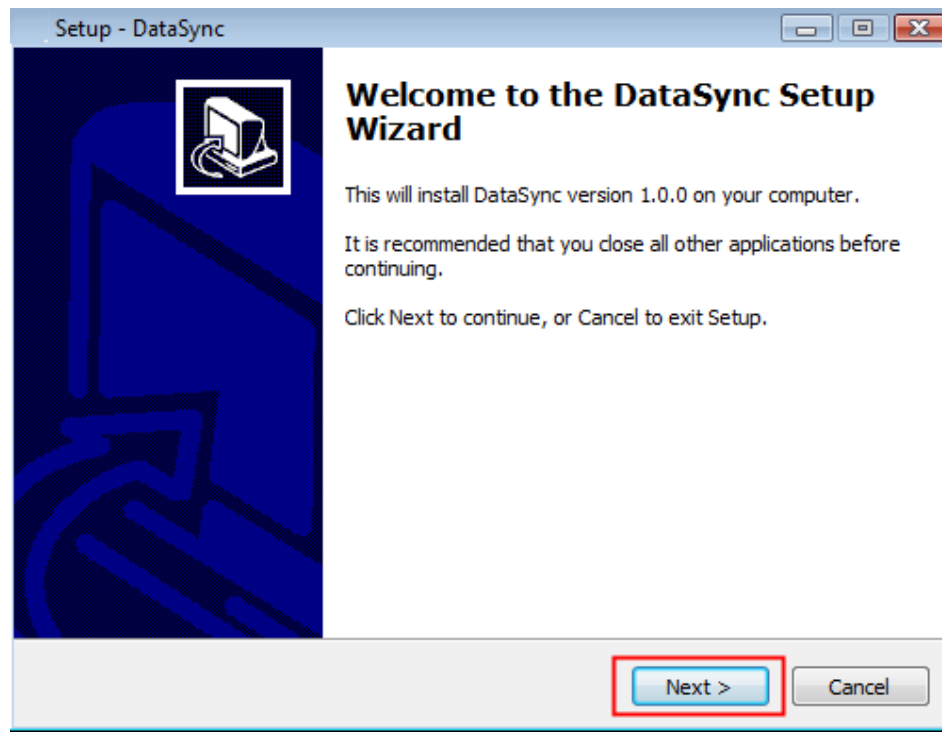 Setup - DataSync
Welcome to the DataSync Setup
Wizard
This will install DataSync version 1.0.0 on your computer.
It is recommended that you close all other applications before
continuing.
Click Next to continue, or Cancel to exit Setup.
Next >
Cancel